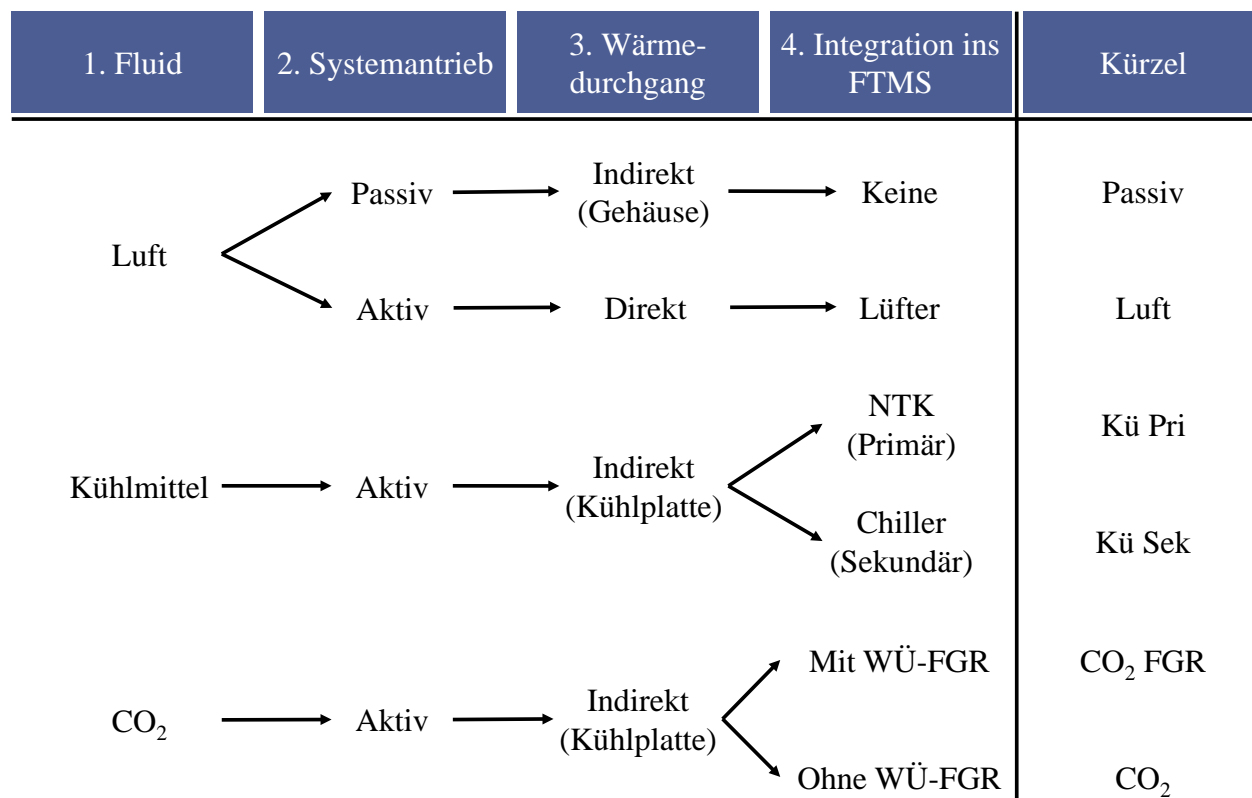 1. Fluid
2. Systemantrieb
3. Wärme-
durchgang
4. Integration ins
FTMS
Kürzel
Luft
Passiv
Indirekt
(Gehäuse)
Keine
Passiv
Aktiv
Direkt
Lüfter
Luft
Kühlmittel
Aktiv
Indirekt
(Kühlplatte)
NTK
(Primär)
Kü Pri
Chiller
(Sekundär)
Kü Sek
CO₂
Aktiv
Indirekt
(Kühlplatte)
Mit WÜ-FGR
CO₂ FGR
Ohne WÜ-FGR
CO₂